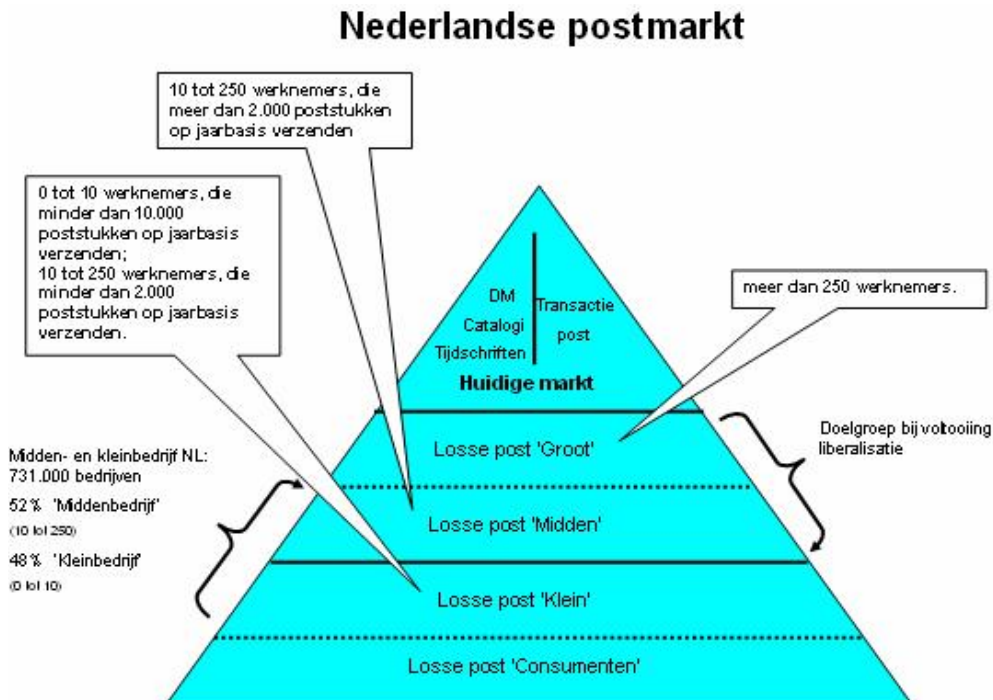 Nederlandse postmarkt
10 tot 250 werknemers, die
meer dan 2.000 poststukken
op jaarbasis verzenden
0 tot 10 werknemers, die
minder dan 10.000
poststukken op jaarbasis
verzenden;
10 tot 250 werknemers, die
minder dan 2.000
poststukken op jaarbasis
verzenden.
meer dan 250 werknemers.
DM
Catalogi
Tijdschriften
Transactie
post
Huidige markt
Losse post 'Groot'
Losse post 'Midden'
Losse post 'Klein'
Losse post 'Consumenten'
Doelgroep bij voltooiing
liberalisatie
Midden- en kleinbedrijf NL:
731.000 bedrijven
52% 'Middenbedrijf'
(10 tot 250)
48% 'Kleinbedrijf'
(0 tot 10)